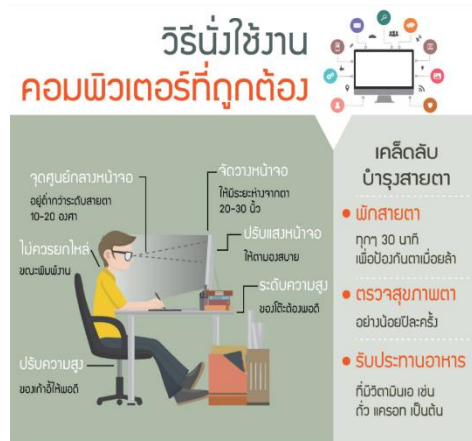 วิธีนั่งใช้งาน
คอมพิวเตอร์ที่ถูกต้อง
จุดศูนย์กลางหน้าจอ
อยู่ต่ำกว่าระดับสายตา
10-20 องศา
ไม่ควรยกไหล่
ขณะพิมพ์งาน
ปรับความสูง
ของเก้าอี้ให้พอดี
จัดวางหน้าจอ
ให้มีระยะห่างจากตา
20-30 นิ้ว
ปรับแสงหน้าจอ
ให้ตามองสบาย
ระดับความสูง
ของโต๊ะต้องพอดี
เคล็ดลับ
บำรุงสายตา
• พักสายตา
ทุกๆ 30 นาที
เพื่อป้องกันตาเมื่อยล้า
• ตรวจสุขภาพตา
อย่างน้อยปีละครั้ง
• รับประทานอาหาร
ที่มีวิตามินเอ เช่น
ถั่ว แครอท เป็นต้น